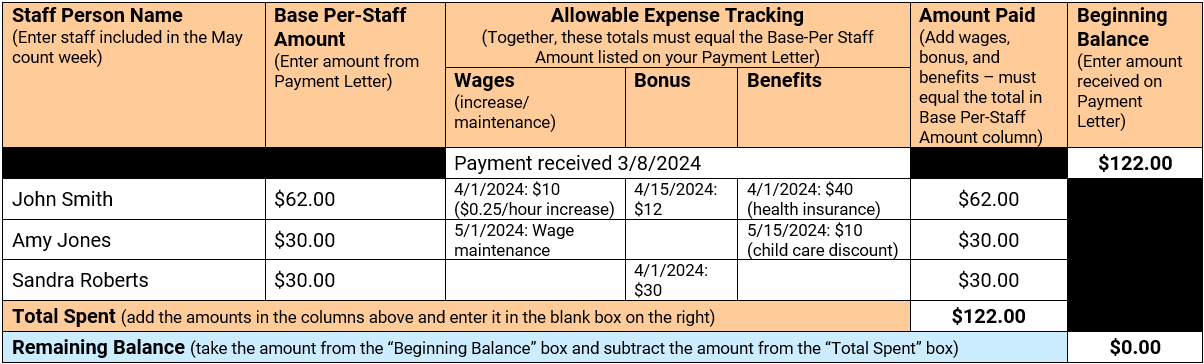 Staff Person Name
(Enter staff included in the May
count week)
Base Per-Staff
Amount
(Enter amount from
Payment Letter)
Allowable Expense Tracking
(Together, these totals must equal the Base-Per Staff
Amount listed on your Payment Letter)
Wages
(increase/
maintenance)
Bonus
Benefits
Amount Paid
(Add wages,
bonus, and
benefits – must
equal the total in
Base Per-Staff
Amount column)
Beginning
Balance
(Enter amount
received on
Payment
Letter)
Payment received 3/8/2024
$122.00
John Smith
$62.00
4/1/2024: $10
($0.25/hour increase)
4/15/2024:
$12
4/1/2024: $40
(health insurance)
$62.00
Amy Jones
$30.00
5/1/2024: Wage
maintenance
5/15/2024: $10
(child care discount)
$30.00
Sandra Roberts
$30.00
4/1/2024:
$30
$30.00
Total Spent (add the amounts in the columns above and enter it in the blank box on the right)
$122.00
Remaining Balance (take the amount from the “Beginning Balance” box and subtract the amount from the “Total Spent” box)
$0.00